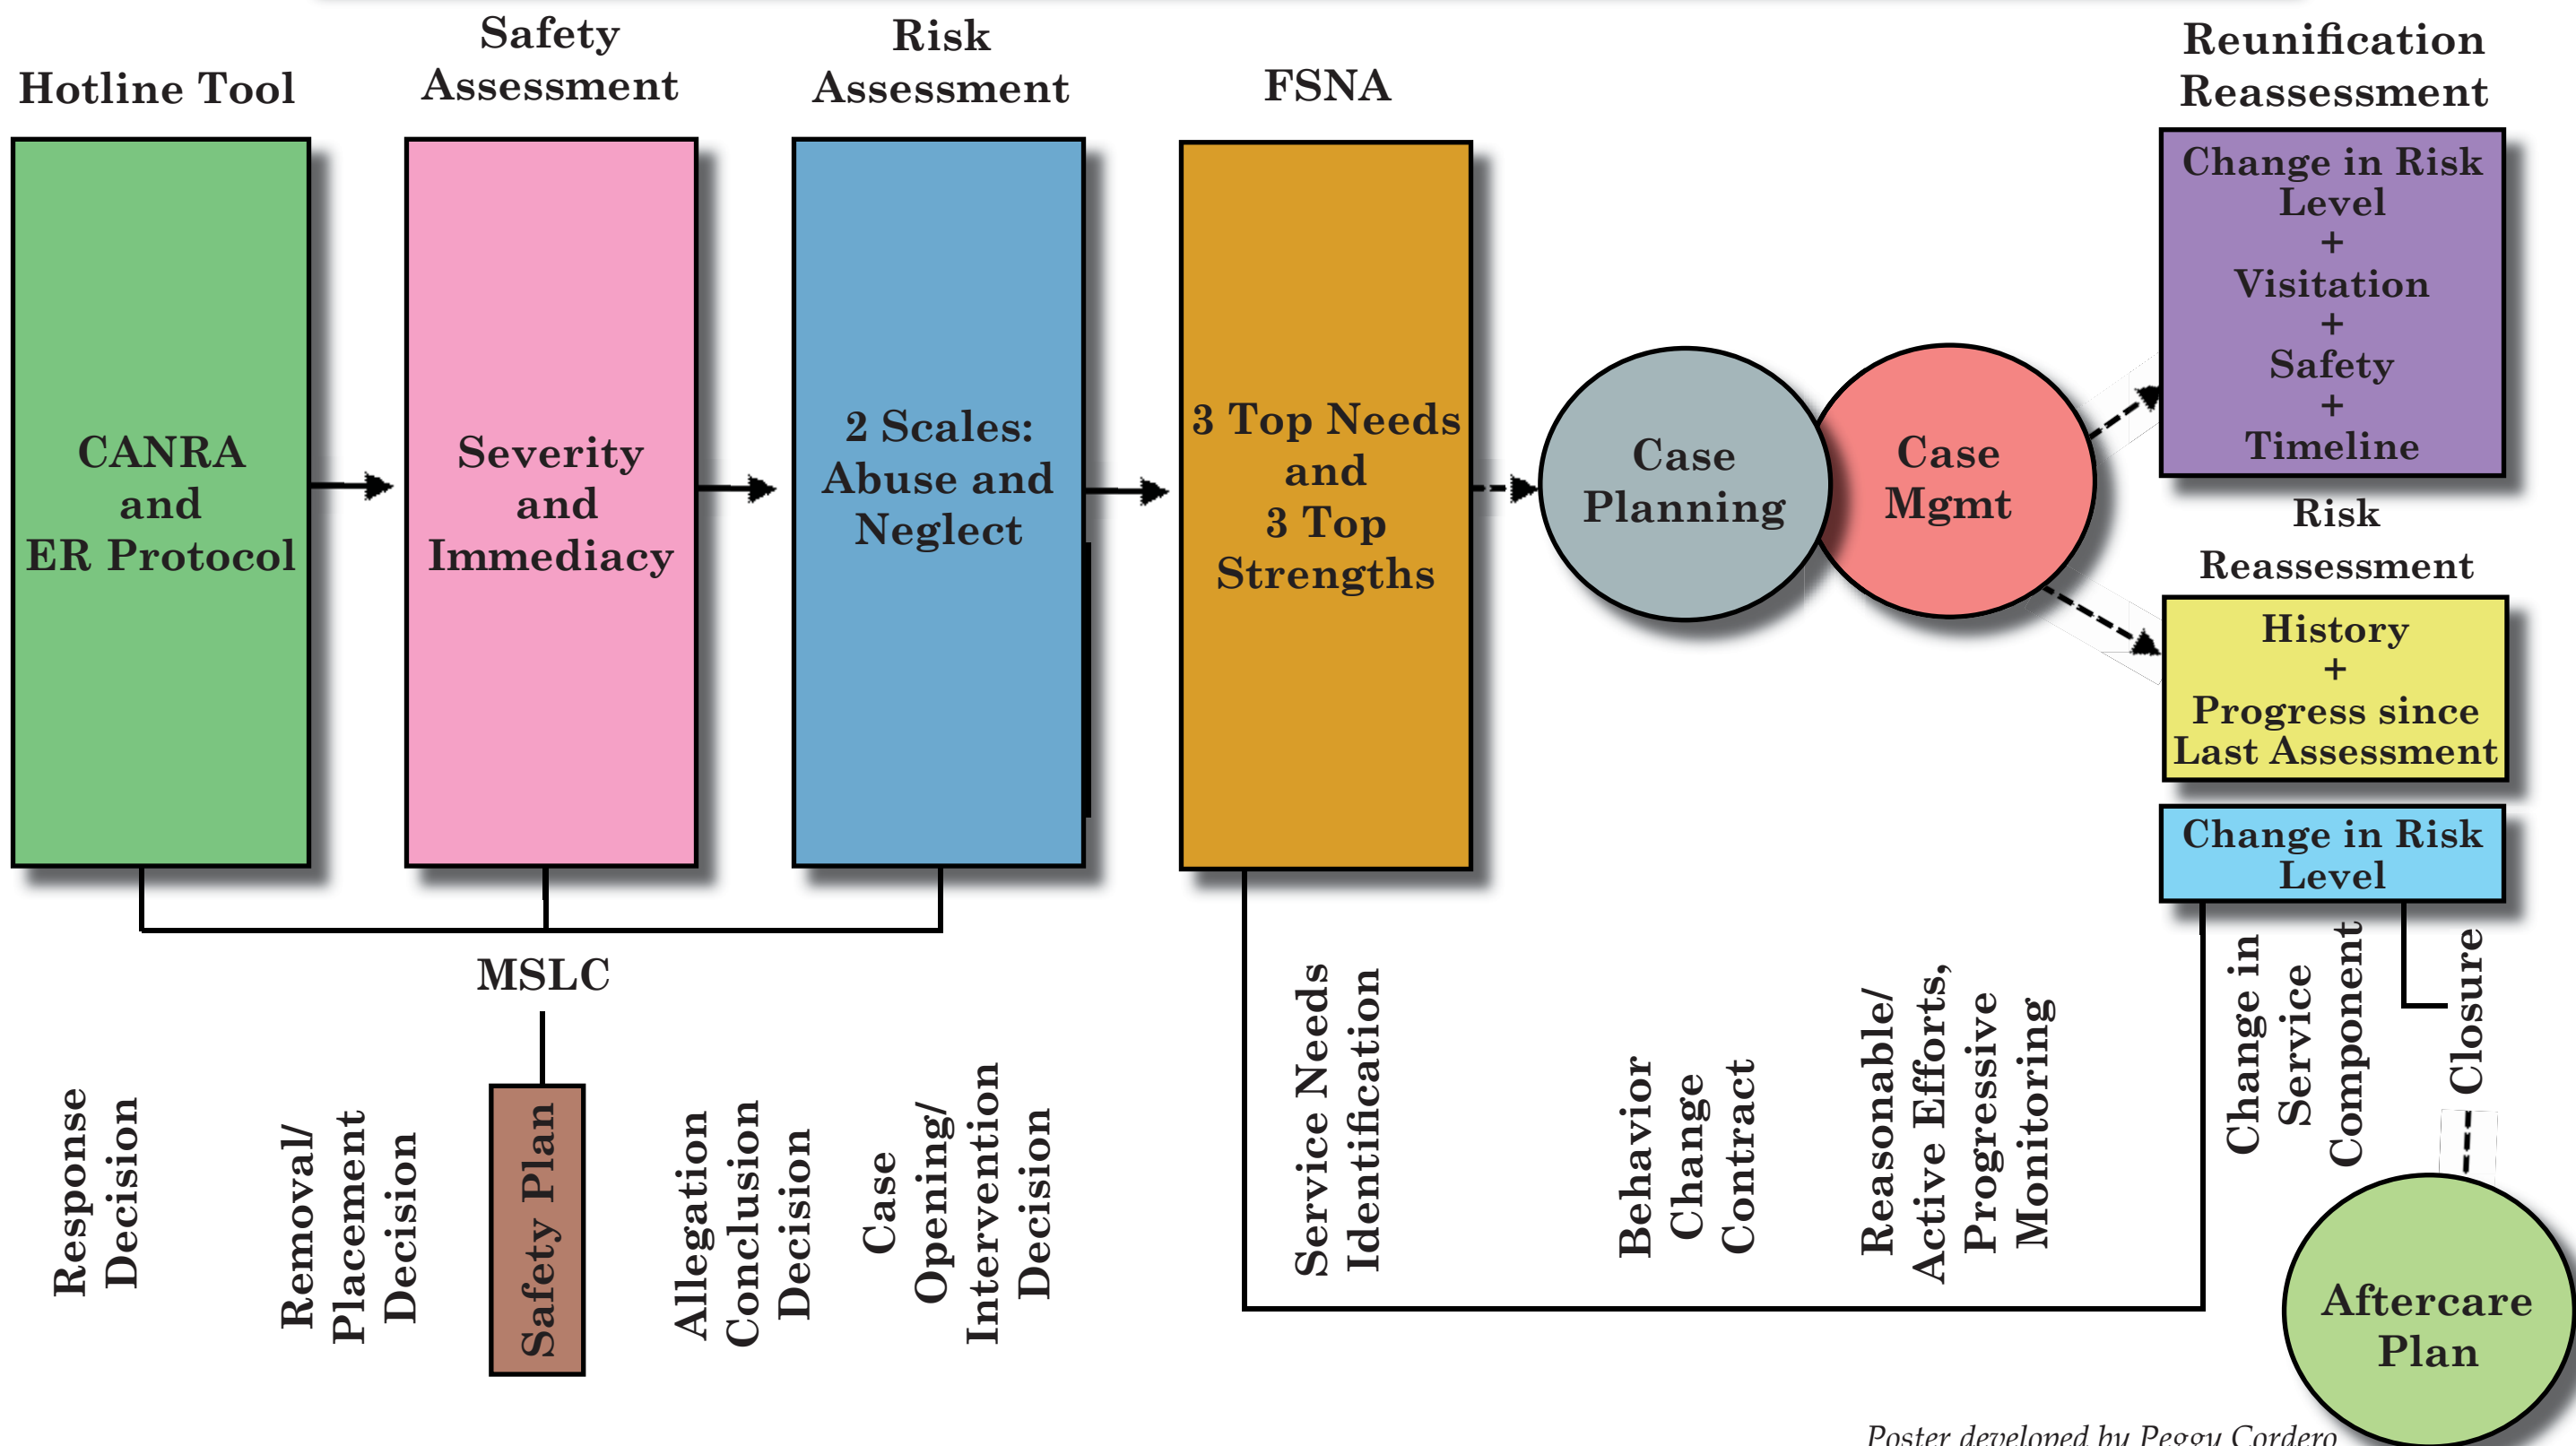 Hotline Tool
Safety
Assessment
Risk
Assessment
FSNA
Reunification
Reassessment
CANRA
and
ER Protocol
Severity
and
Immediacy
2 Scales:
Abuse and
Neglect
3 Top Needs
and
3 Top
Strengths
Case
Planning
Case
Mgmt
Change in Risk
Level
+
Visitation
+
Safety
+
Timeline
Risk
Reassessment
History
+
Progress since
Last Assessment
Change in Risk
Level
MSLC
Response
Decision
Removal/
Placement
Decision
Safety Plan
Allegation
Conclusion
Decision
Case
Opening/
Intervention
Decision
Service Needs
Identification
Behavior
Change
Contract
Reasonable/
Active Efforts,
Progressive
Monitoring
Change in
Service
Component
Closure
Aftercare
Plan
Poster developed by Peggy Cordero